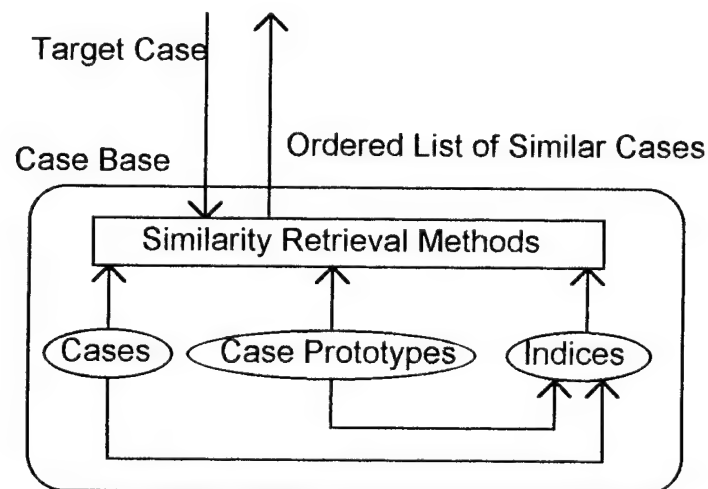 Target Case
Ordered List of Similar Cases
Case Base
Similarity Retrieval Methods
Cases
Case Prototypes
Indices